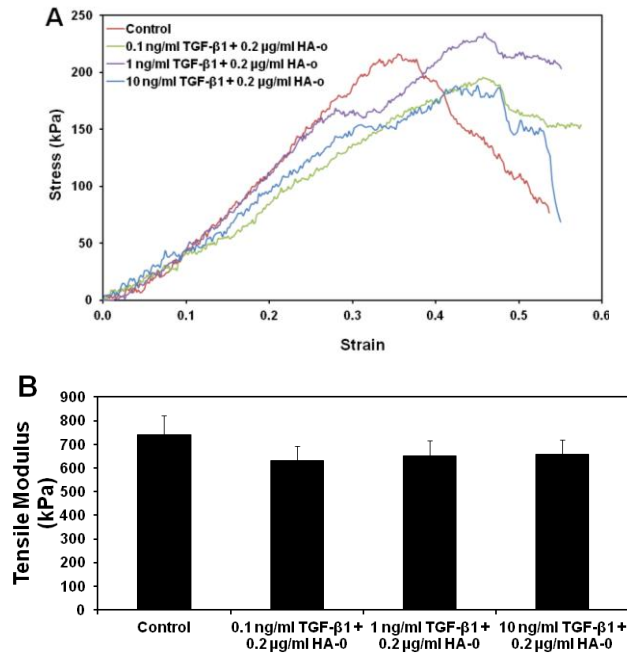 A
Control
0.1 ng/ml TGF-β1 + 0.2 µg/ml HA-o
1 ng/ml TGF-β1 + 0.2 µg/ml HA-o
10 ng/ml TGF-β1 + 0.2 µg/ml HA-o
250
200
150
100
50
0
Stress (kPa)
0.0 0.1 0.2 0.3 0.4 0.5 0.6
Strain
B
900
800
700
600
500
400
300
200
100
0
Tensile Modulus
(kPa)
Control 0.1 ng/ml TGF-β1 + 1 ng/ml TGF-β1 + 10 ng/ml TGF-β1 +
0.2 µg/ml HA-0 0.2 µg/ml HA-0 0.2 µg/ml HA-0